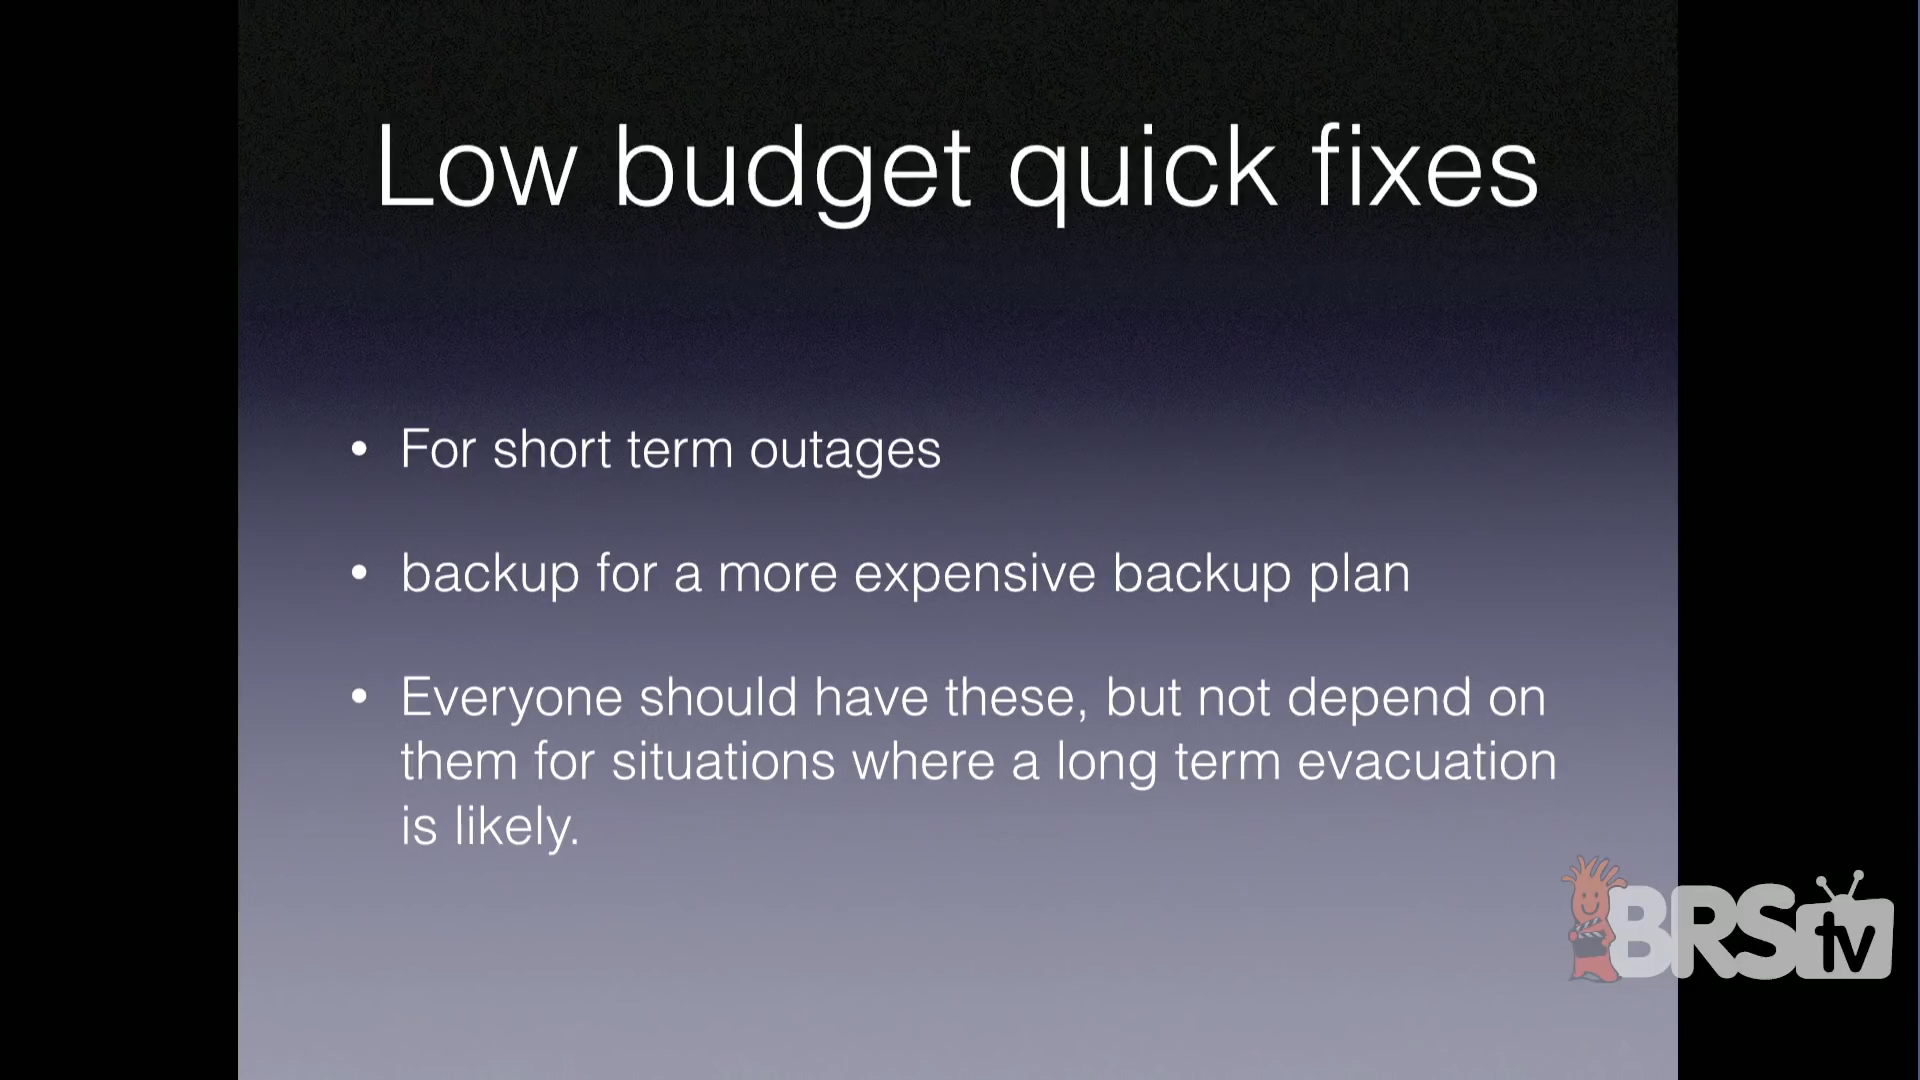 Low budget quick fixes
• For short term outages
• backup for a more expensive backup plan
• Everyone should have these, but not depend on
them for situations where a long term evacuation
is likely.
BRStv